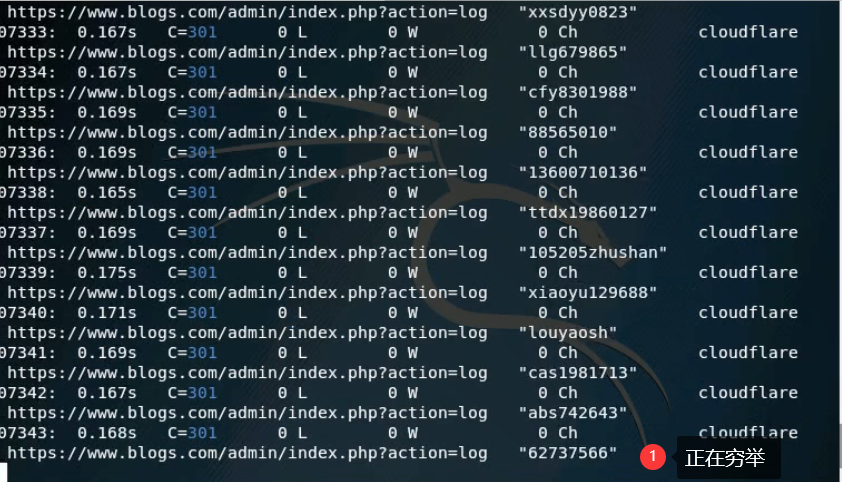 https://www.blogs.com/admin/index.php?action=log "xxsdyy0823"
07333: 0.167s C=301 0 L 0 W 0 Ch cloudflare
https://www.blogs.com/admin/index.php?action=log "llg679865"
07334: 0.167s C=301 0 L 0 W 0 Ch cloudflare
https://www.blogs.com/admin/index.php?action=log "cfy8301988"
07335: 0.169s C=301 0 L 0 W 0 Ch cloudflare
https://www.blogs.com/admin/index.php?action=log "88565010"
07336: 0.169s C=301 0 L 0 W 0 Ch cloudflare
https://www.blogs.com/admin/index.php?action=log "13600710136"
07338: 0.165s C=301 0 L 0 W 0 Ch cloudflare
https://www.blogs.com/admin/index.php?action=log "ttdx19860127"
07337: 0.169s C=301 0 L 0 W 0 Ch cloudflare
https://www.blogs.com/admin/index.php?action=log "105205zhushan"
07339: 0.175s C=301 0 L 0 W 0 Ch cloudflare
https://www.blogs.com/admin/index.php?action=log "xiaoyu129688"
07340: 0.171s C=301 0 L 0 W 0 Ch cloudflare
https://www.blogs.com/admin/index.php?action=log "louyaosh"
07341: 0.169s C=301 0 L 0 W 0 Ch cloudflare
https://www.blogs.com/admin/index.php?action=log "cas1981713"
07342: 0.167s C=301 0 L 0 W 0 Ch cloudflare
https://www.blogs.com/admin/index.php?action=log "abs742643"
07343: 0.168s C=301 0 L 0 W 0 Ch cloudflare
https://www.blogs.com/admin/index.php?action=log "62737566"
1 正在穷举